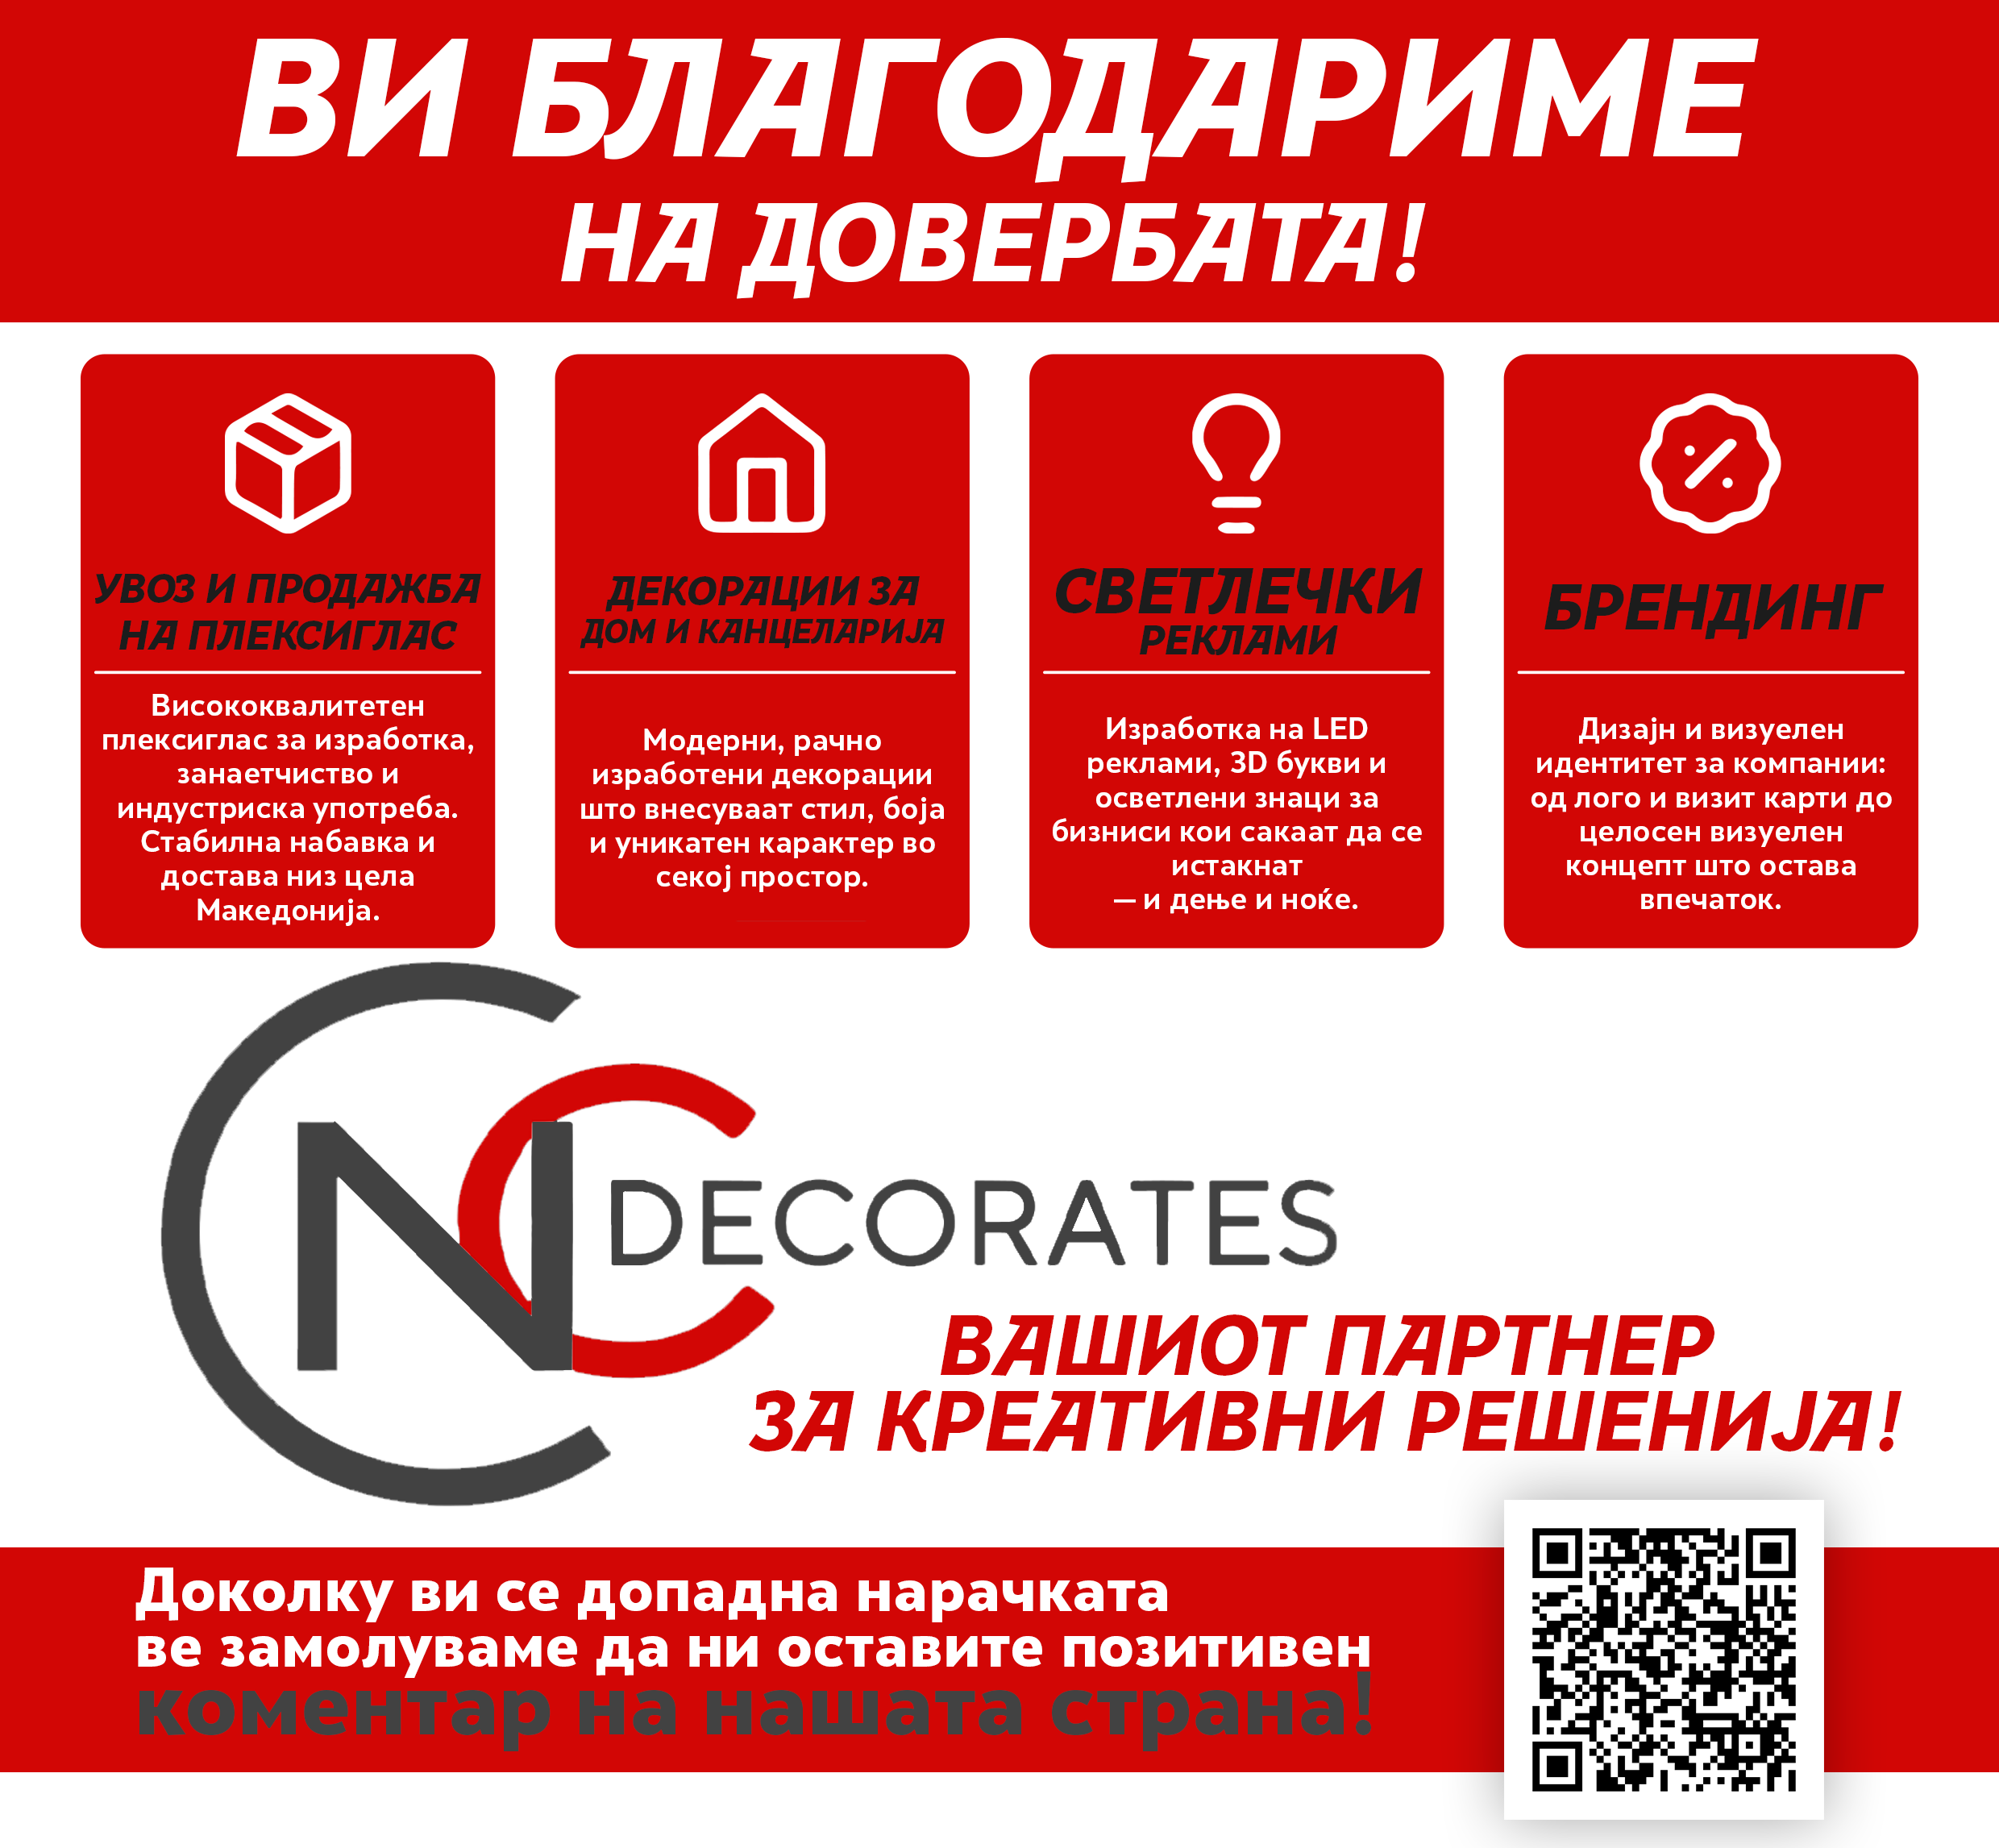 ВИ БЛАГОДАРИМЕ
НА ДОВЕРБАТА!
УВОЗ И ПРОДАЖБА
НА ПЛЕКСИГЛАС
Висококвалитетен
плексиглас за изработка,
занаетчиство и
индустриска употреба.
Стабилна набавка и
достава низ цела
Македонија.
ДЕКОРАЦИИ ЗА
ДОМ И КАНЦЕЛАРИЈА
Модерни, рачно
изработени декорации
што внесуваат стил, боја
и уникатен карактер во
секој простор.
СВЕТЛЕЧКИ
РЕКЛАМИ
Изработка на LED
реклами, 3D букви и
осветлени знаци за
бизниси кои сакаат да се
истакнат
— и дење и ноќе.
БРЕНДИНГ
Дизајн и визуелен
идентитет за компании:
од лого и визит карти до
целосен визуелен
концепт што остава
впечаток.
CNC DECORATES
ВАШИОТ ПАРТНЕР
ЗА КРЕАТИВНИ РЕШЕНИЈА!
Доколку ви се допадна нарачката
ве замолуваме да ни оставите позитивен
коментар на нашата страна!